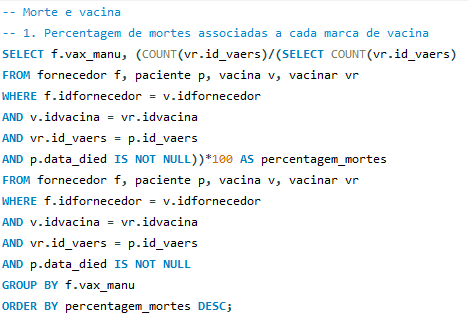 -- Morte e vacina
-- 1. Percentagem de mortes associadas a cada marca de vacina
SELECT f.vax_manu, (COUNT(vr.id_vaers)/(SELECT COUNT(vr.id_vaers)
FROM fornecedor f, paciente p, vacina v, vacinar vr
WHERE f.idfornecedor = v.idfornecedor
AND v.idvacina = vr.idvacina
AND vr.id_vaers = p.id_vaers
AND p.data_died IS NOT NULL))*100 AS percentagem_mortes
FROM fornecedor f, paciente p, vacina v, vacinar vr
WHERE f.idfornecedor = v.idfornecedor
AND v.idvacina = vr.idvacina
AND vr.id_vaers = p.id_vaers
AND p.data_died IS NOT NULL
GROUP BY f.vax_manu
ORDER BY percentagem_mortes DESC;